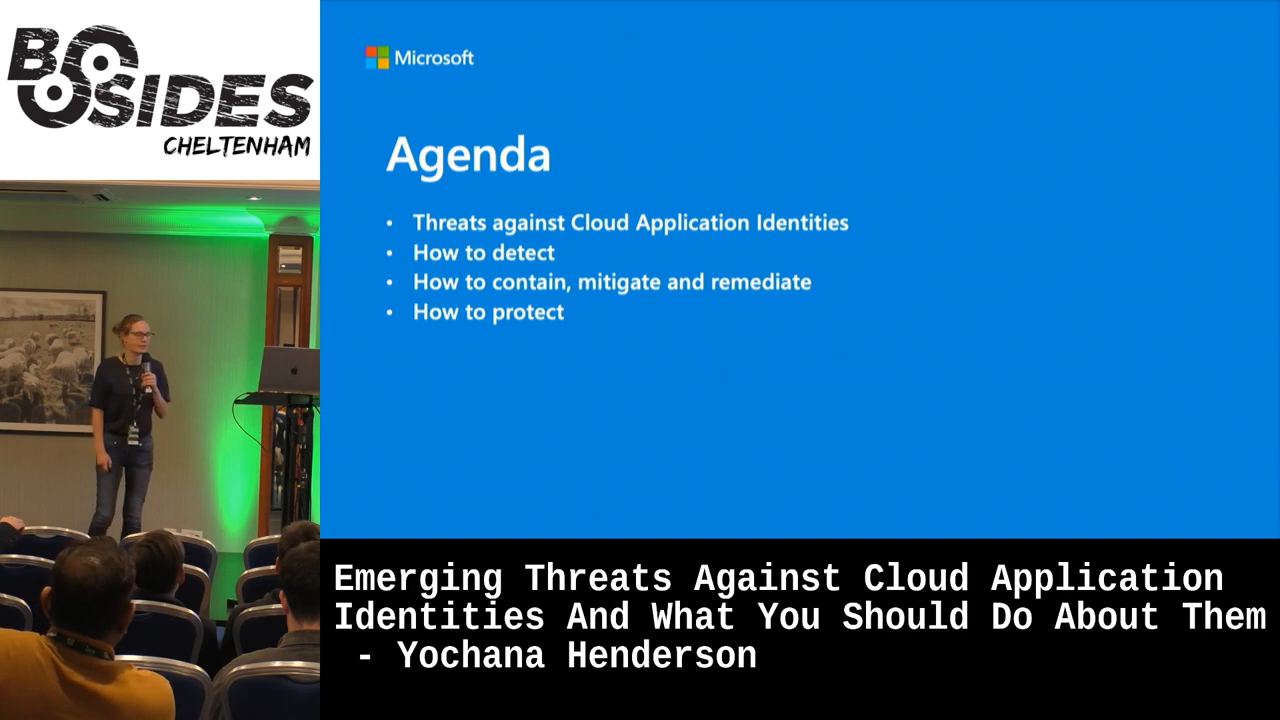 BSIDES
CHELTENHAM
Microsoft
Agenda
• Threats against Cloud Application Identities
• How to detect
• How to contain, mitigate and remediate
• How to protect
Emerging Threats Against Cloud Application
Identities And What You Should Do About Them
- Yochana Henderson